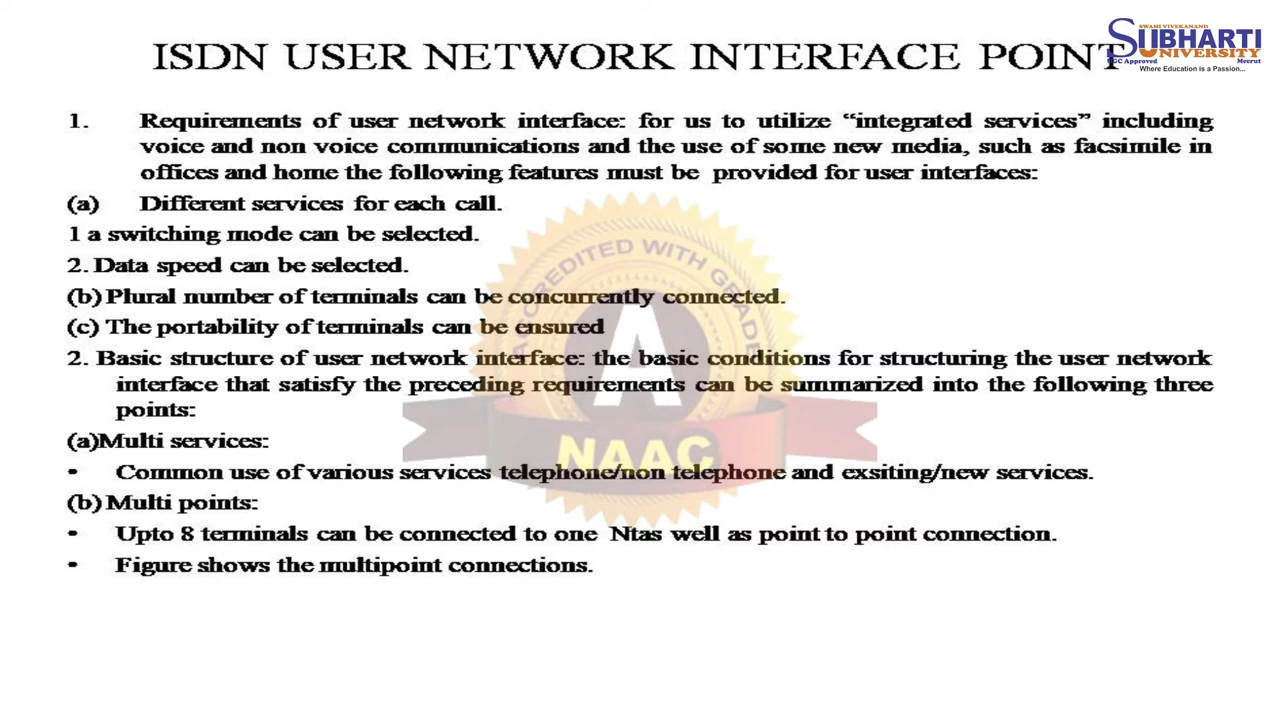 ISDN USER NETWORK INTERFACE POINT
SWAMI VIVEKANAND
SUBHARTI
UNIVERSITY
UGC Approved Meerut
Where Education is a Passion...
1. Requirements of user network interface: for us to utilize “integrated services” including
voice and non voice communications and the use of some new media, such as facsimile in
offices and home the following features must be provided for user interfaces:
(a) Different services for each call.
1 a switching mode can be selected.
2. Data speed can be selected.
(b) Plural number of terminals can be concurrently connected.
(c) The portability of terminals can be ensured
2. Basic structure of user network interface: the basic conditions for structuring the user network
interface that satisfy the preceding requirements can be summarized into the following three
points:
(a)Multi services:
• Common use of various services telephone/non telephone and exsiting/new services.
(b) Multi points:
• Upto 8 terminals can be connected to one Ntas well as point to point connection.
• Figure shows the multipoint connections.
ACCREDITED WITH GRADE
A
NAAC